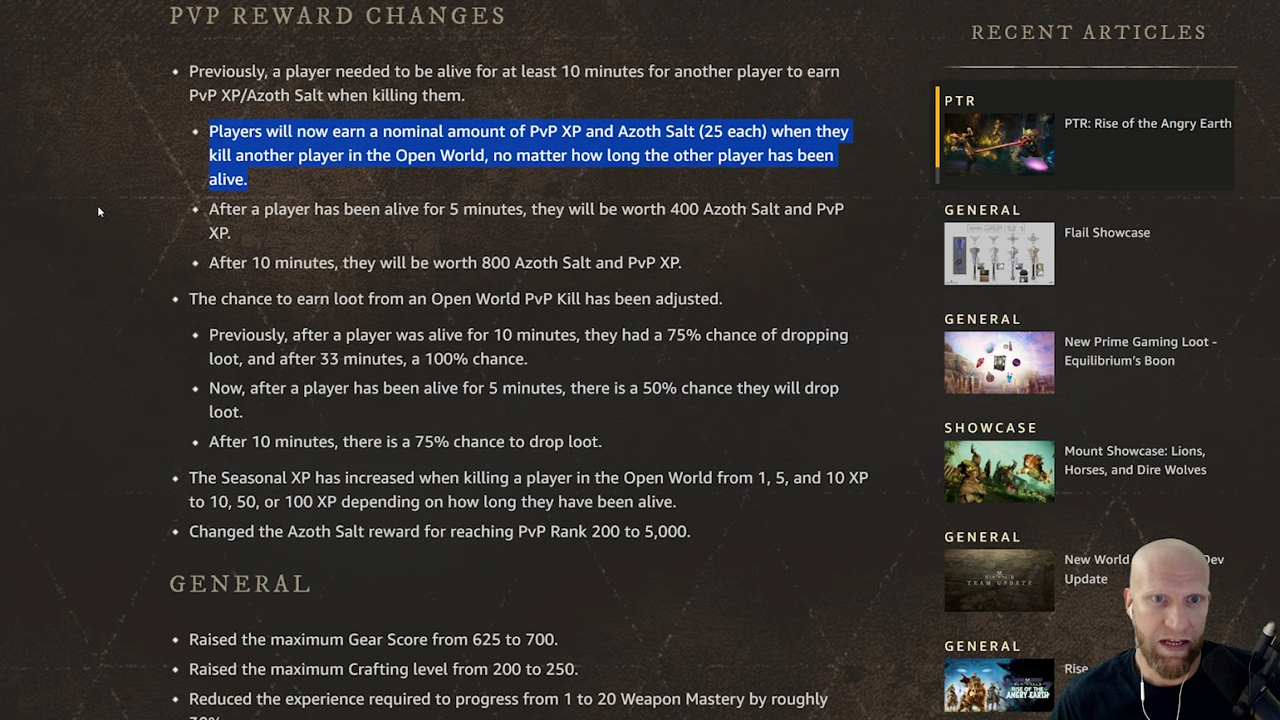 PVP REWARD CHANGES
Previously, a player needed to be alive for at least 10 minutes for another player to earn
PvP XP/Azoth Salt when killing them.
Players will now earn a nominal amount of PvP XP and Azoth Salt (25 each) when they
kill another player in the Open World, no matter how long the other player has been
alive.
After a player has been alive for 5 minutes, they will be worth 400 Azoth Salt and PvP
XP.
After 10 minutes, they will be worth 800 Azoth Salt and PvP XP.
The chance to earn loot from an Open World PvP Kill has been adjusted.
Previously, after a player was alive for 10 minutes, they had a 75% chance of dropping
loot, and after 33 minutes, a 100% chance.
Now, after a player has been alive for 5 minutes, there is a 50% chance they will drop
loot.
After 10 minutes, there is a 75% chance to drop loot.
The Seasonal XP has increased when killing a player in the Open World from 1, 5, and 10 XP
to 10, 50, or 100 XP depending on how long they have been alive.
Changed the Azoth Salt reward for reaching PvP Rank 200 to 5,000.
GENERAL
Raised the maximum Gear Score from 625 to 700.
Raised the maximum Crafting level from 200 to 250.
Reduced the experience required to progress from 1 to 20 Weapon Mastery by roughly
RECENT ARTICLES
PTR
PTR: Rise of the Angry Earth
GENERAL
Flail Showcase
GENERAL
New Prime Gaming Loot -
Equilibrium's Boon
SHOWCASE
Mount Showcase: Lions,
Horses, and Dire Wolves
GENERAL
New World Dev
Update
TEAM UPDATE
GENERAL
Rise
RISE OF THE
ANGRY EARTH